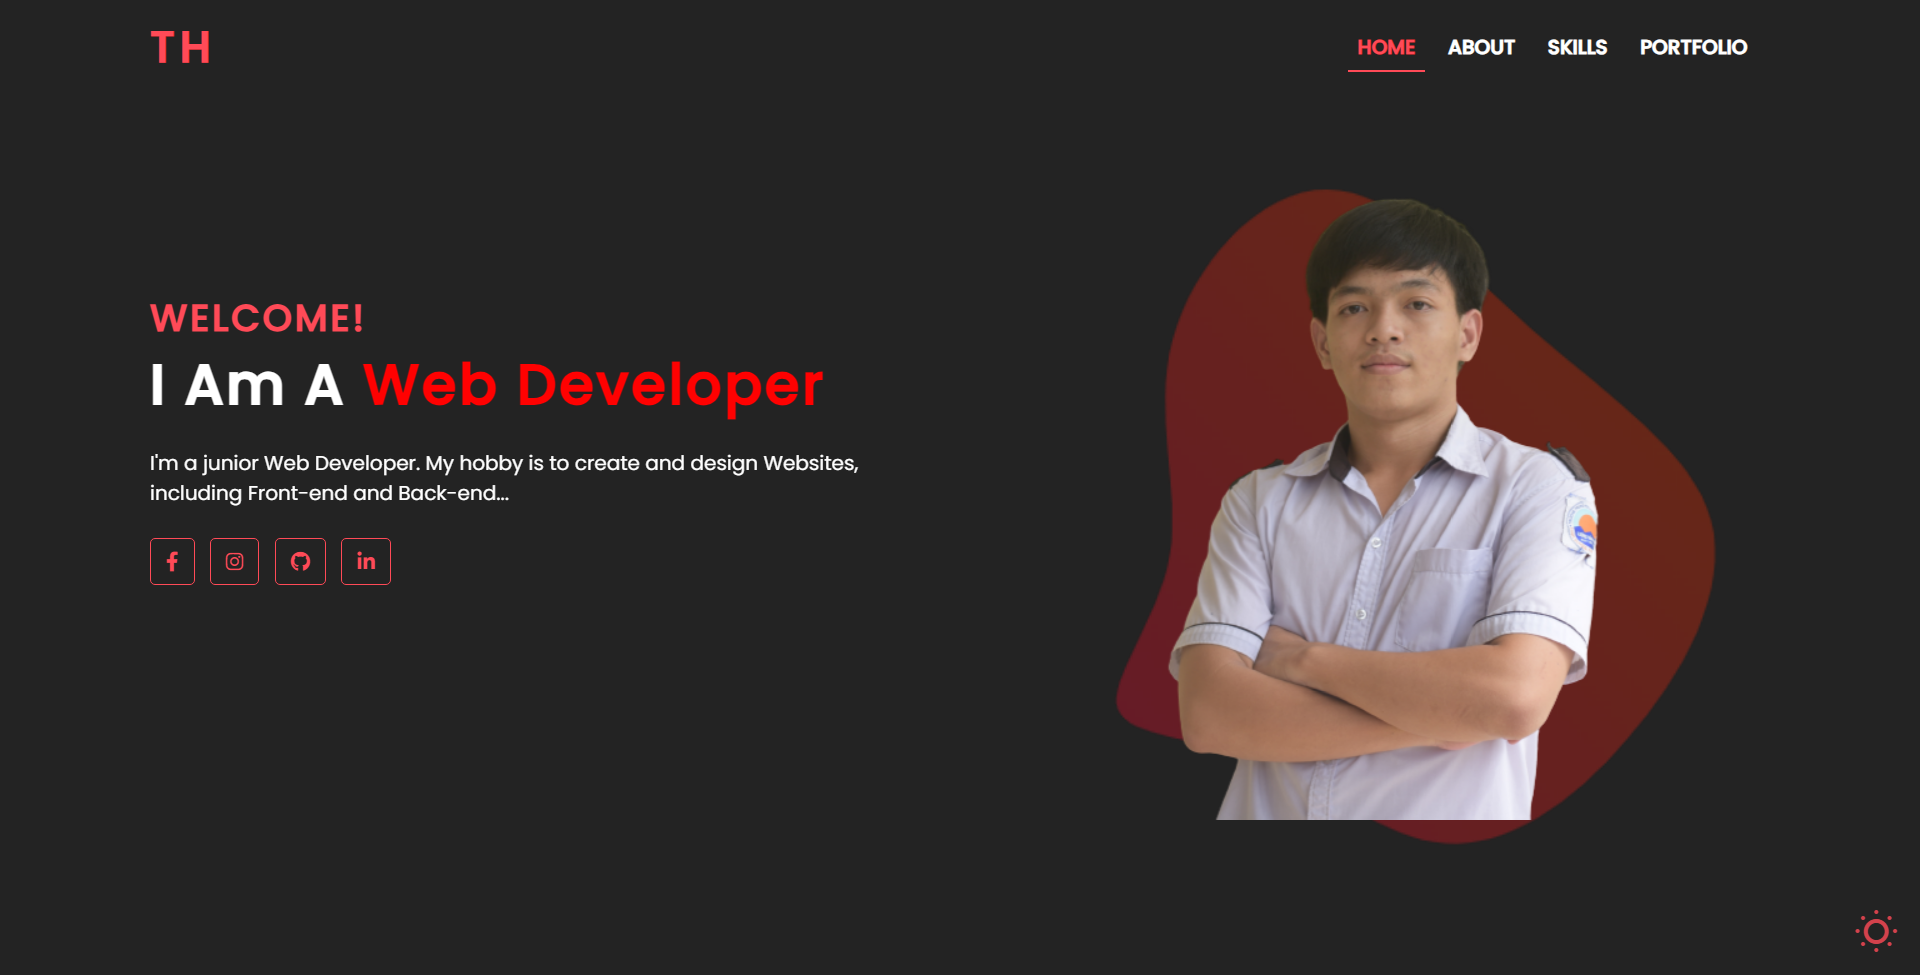 TH
HOME ABOUT SKILLS PORTFOLIO
WELCOME!
I Am A Web Developer
I'm a junior Web Developer. My hobby is to create and design Websites,
including Front-end and Back-end...